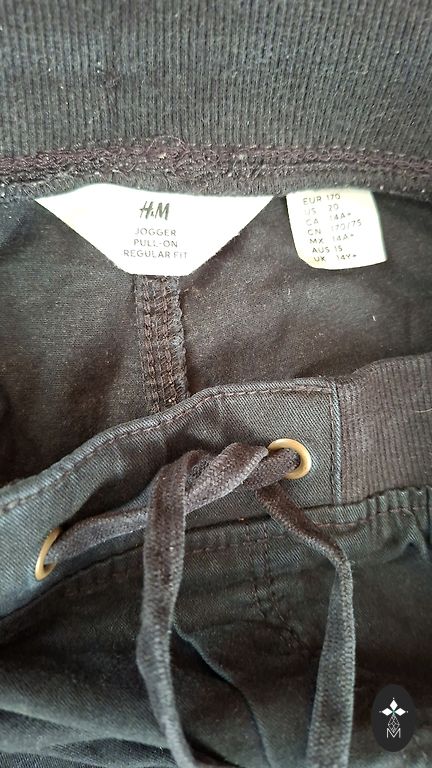 H&M
JOGGER
PULL-ON
REGULAR FIT
EUR 170
US 20
CA 14A+
CN 170/75
MX 14A+
AUS 15
UK 14Y+
M